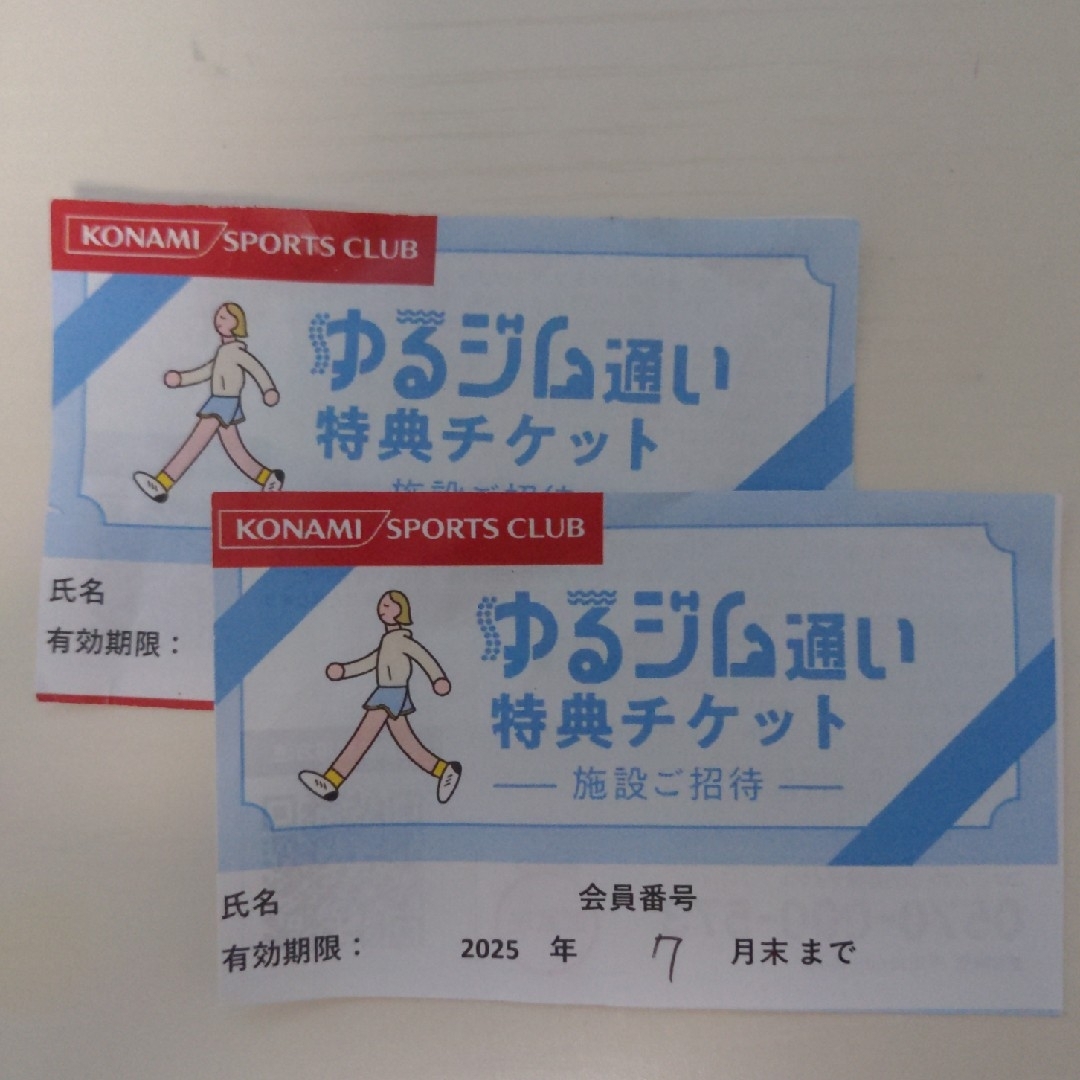 KONAMI SPORTS CLUB
ゆるジム通い
特典チケット
施設ご招待
氏名
有効期限：
KONAMI SPORTS CLUB
ゆるジム通い
特典チケット
施設ご招待
氏名 会員番号
有効期限： 2025 年 7 月末 まで